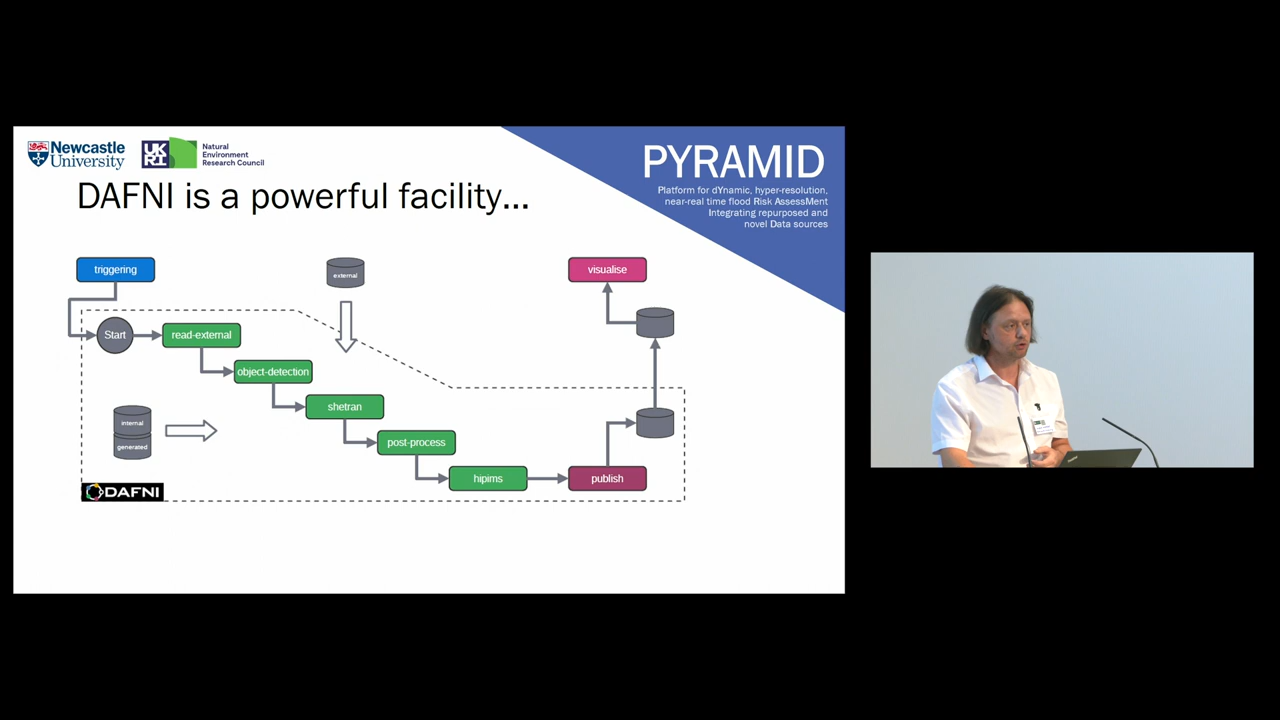 Newcastle
University
UK
RI
Natural
Environment
Research Council
PYRAMID
Platform for dYnamic, hyper-resolution,
near-real time flood Risk AssessMent
Integrating repurposed and
novel Data sources
DAFNI is a powerful facility...
triggering
external
visualise
Start
read-external
object-detection
shetran
internal
generated
post-process
hipims
publish
DAFNI